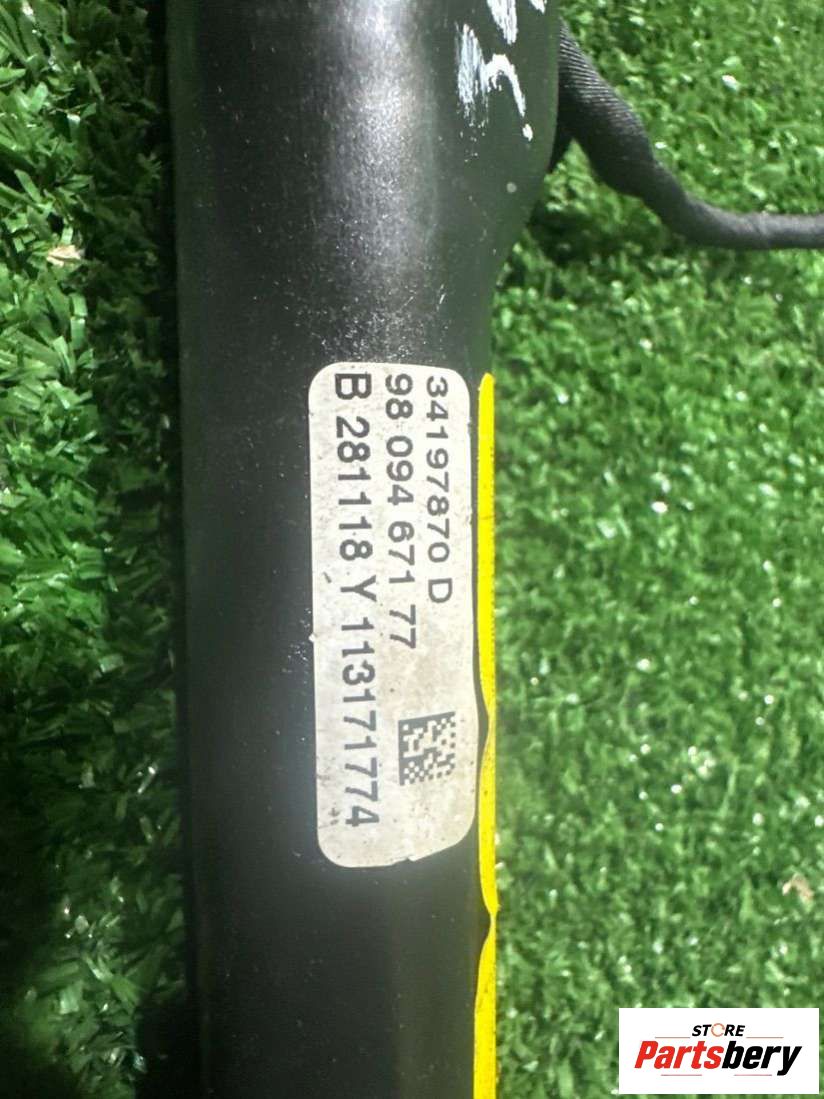 34197870 D
98 094 671 77
B 281118 Y 113171774
STORE
Partsbery